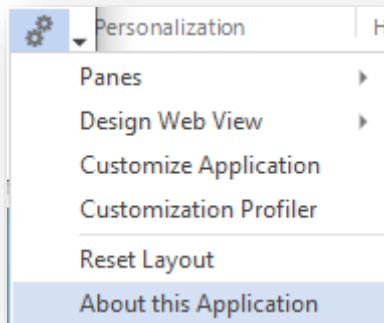 Personalization
H
Panes
Design Web View
Customize Application
Customization Profiler
Reset Layout
About this Application